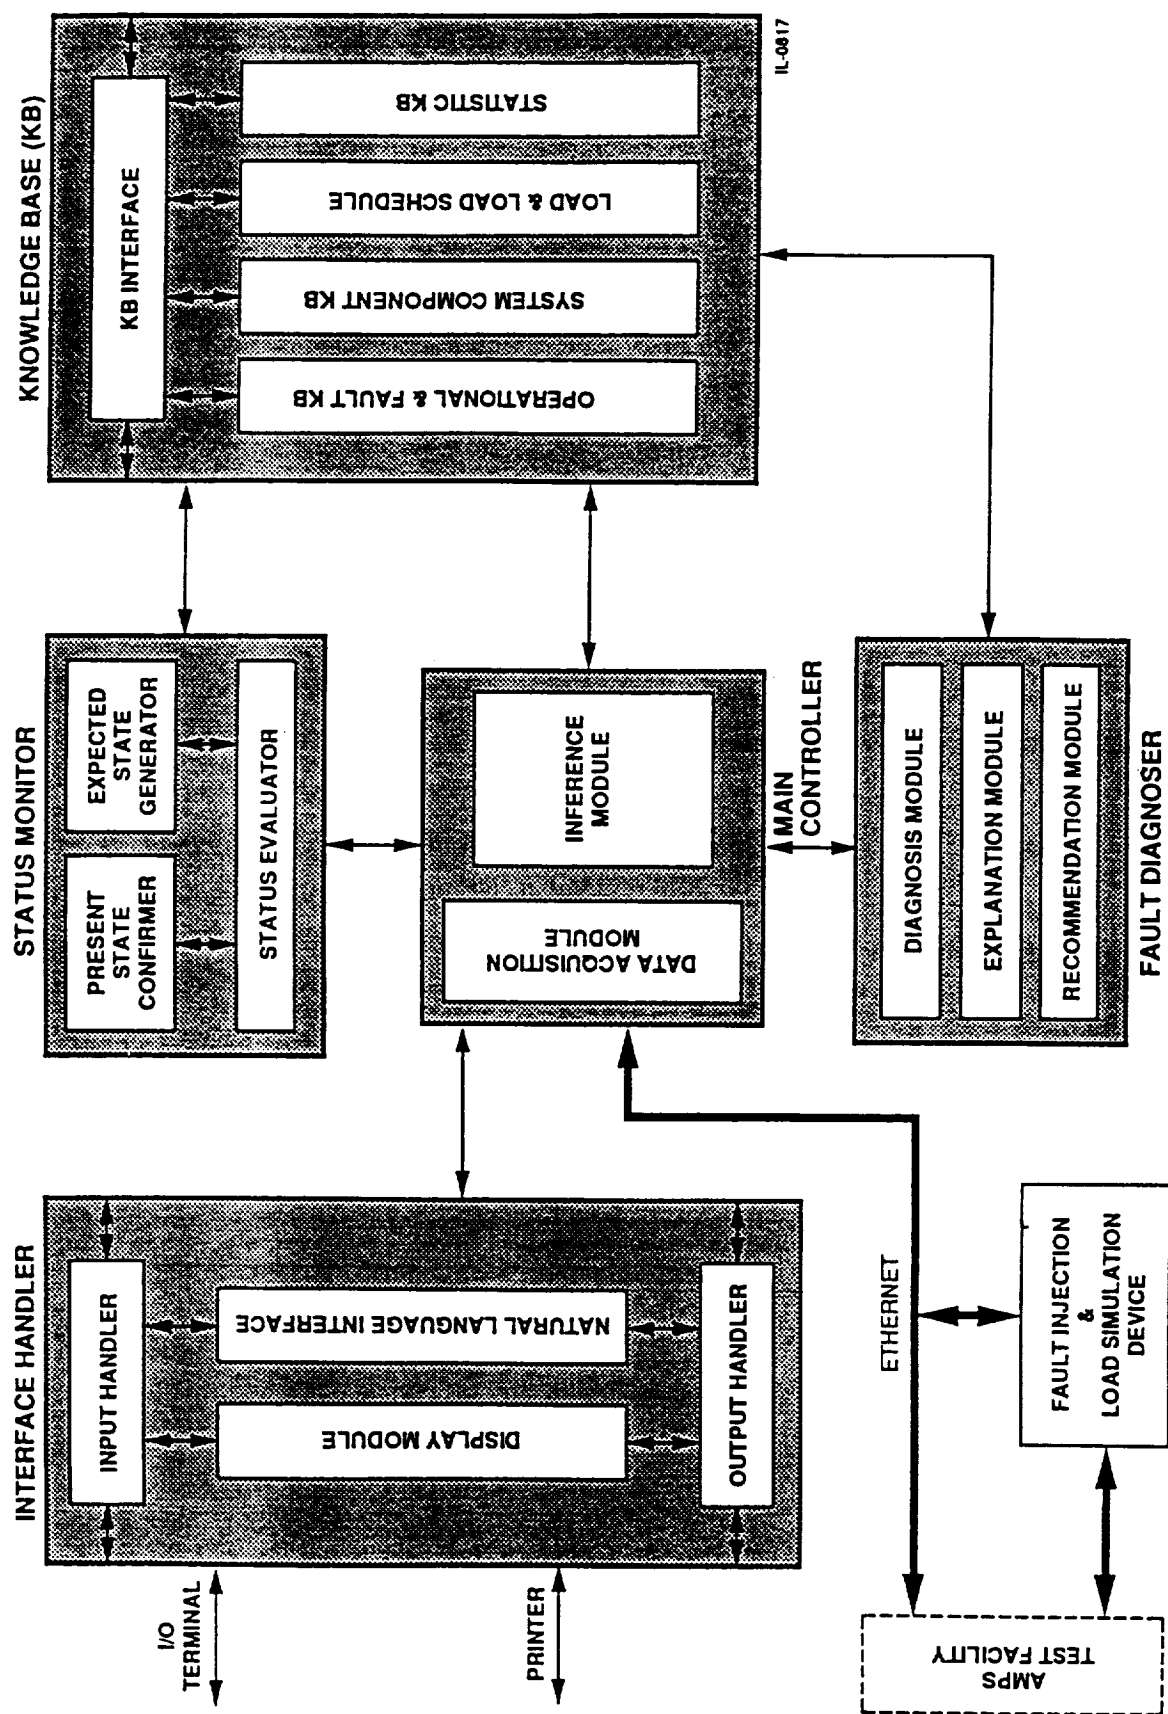 INTERFACE HANDLER
INPUT HANDLER
DISPLAY MODULE
NATURAL LANGUAGE INTERFACE
OUTPUT HANDLER
I/O
TERMINAL
PRINTER
STATUS MONITOR
PRESENT
STATE
CONFIRMER
EXPECTED
STATE
GENERATOR
STATUS EVALUATOR
KNOWLEDGE BASE (KB)
KB INTERFACE
OPERATIONAL & FAULT KB
SYSTEM COMPONENT KB
LOAD & LOAD SCHEDULE
STATISTIC KB
IL-0817
DATA ACQUISITION
MODULE
INFERENCE
MODULE
MAIN
CONTROLLER
DIAGNOSIS MODULE
EXPLANATION MODULE
RECOMMENDATION MODULE
FAULT DIAGNOSER
ETHERNET
AMPS
TEST FACILITY
FAULT INJECTION
&
LOAD SIMULATION
DEVICE